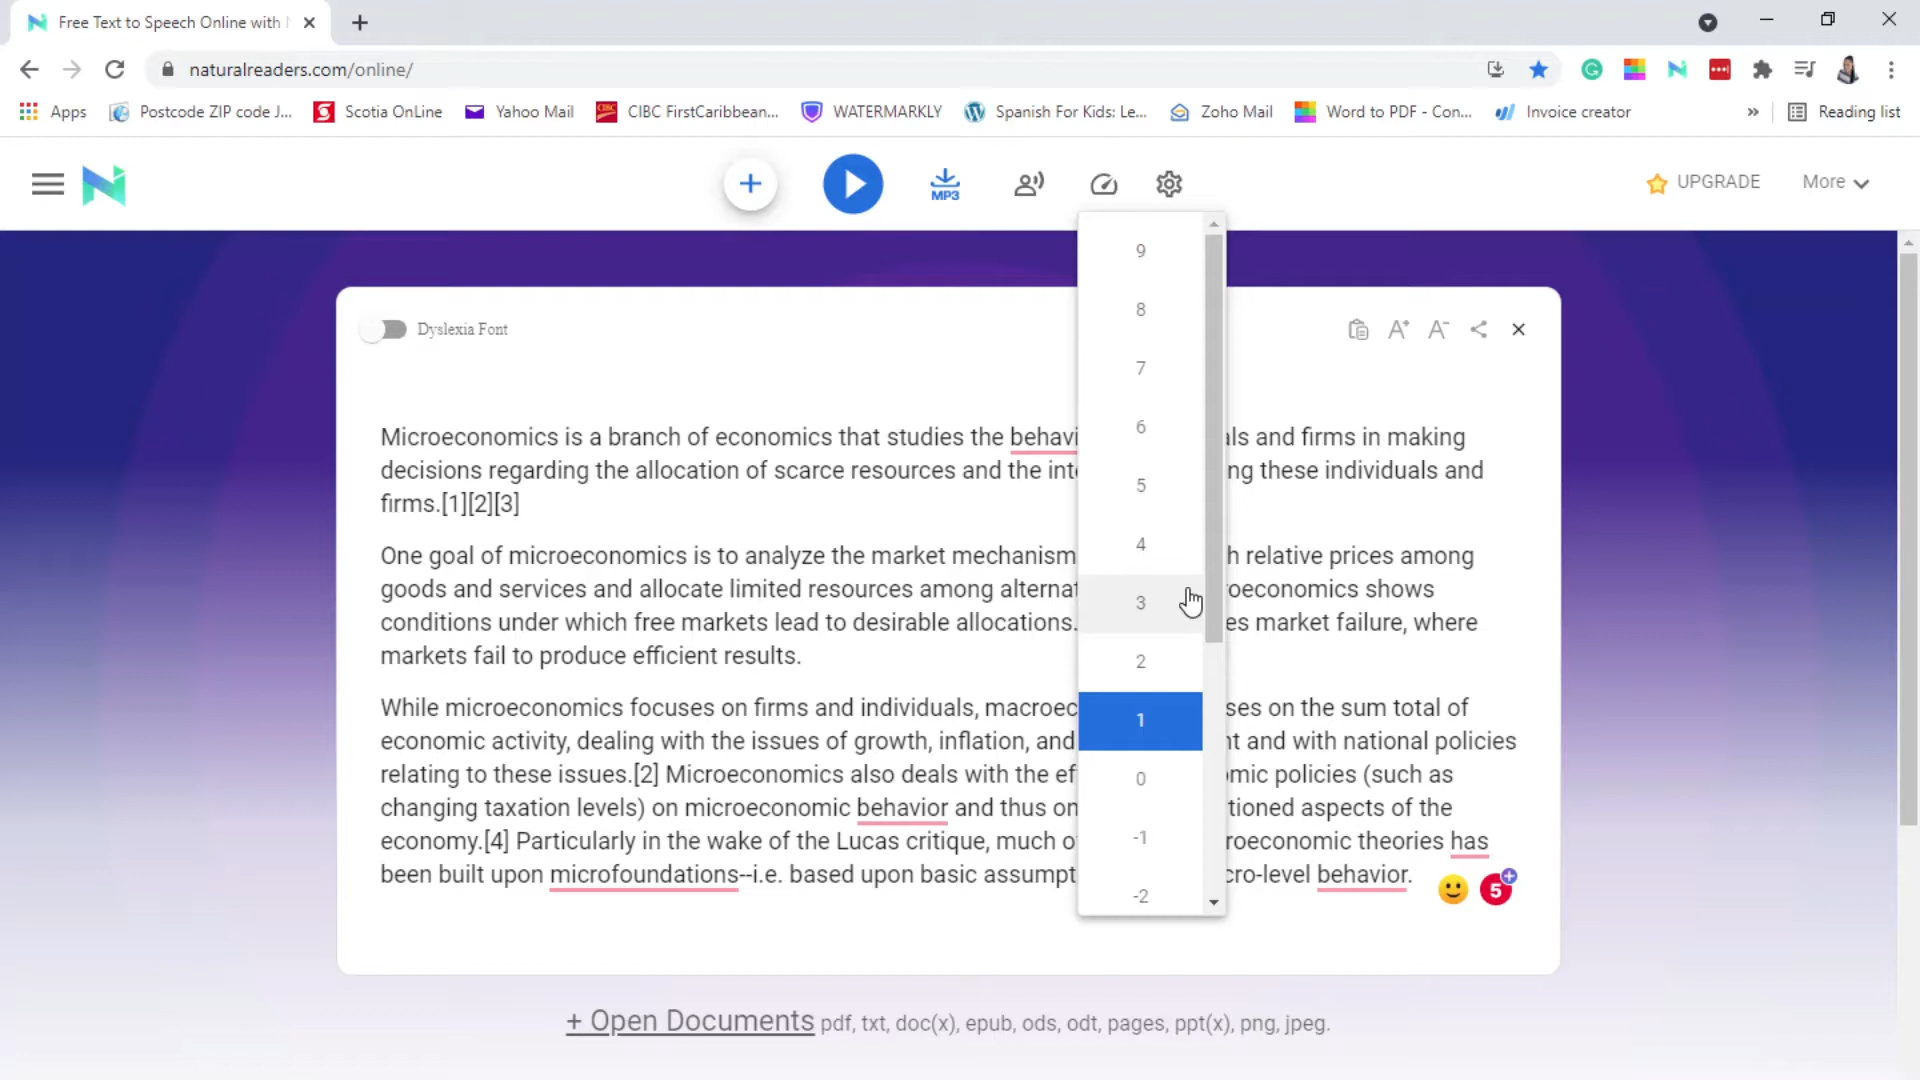 Free Text to Speech Online with
naturalreaders.com/online/
Apps
Postcode ZIP code J...
Scotia OnLine
Yahoo Mail
CIBC
CIBC FirstCaribbean...
WATERMARKLY
Spanish For Kids: Le...
Zoho Mail
Word to PDF - Con...
Invoice creator
»
Reading list
MP3
UPGRADE
More
9
8
7
6
5
4
3
2
1
0
-1
-2
Dyslexia Font
A+
A-
Microeconomics is a branch of economics that studies the behavi ls and firms in making
decisions regarding the allocation of scarce resources and the inte ng these individuals and
firms.[1][2][3]
One goal of microeconomics is to analyze the market mechanism h relative prices among
goods and services and allocate limited resources among alternat oeconomics shows
conditions under which free markets lead to desirable allocations. es market failure, where
markets fail to produce efficient results.
While microeconomics focuses on firms and individuals, macroec ses on the sum total of
economic activity, dealing with the issues of growth, inflation, and t and with national policies
relating to these issues.[2] Microeconomics also deals with the ef omic policies (such as
changing taxation levels) on microeconomic behavior and thus on tioned aspects of the
economy.[4] Particularly in the wake of the Lucas critique, much o roeconomic theories has
been built upon microfoundations--i.e. based upon basic assumpt cro-level behavior.
5
+ Open Documents pdf, txt, doc(x), epub, ods, odt, pages, ppt(x), png, jpeg.